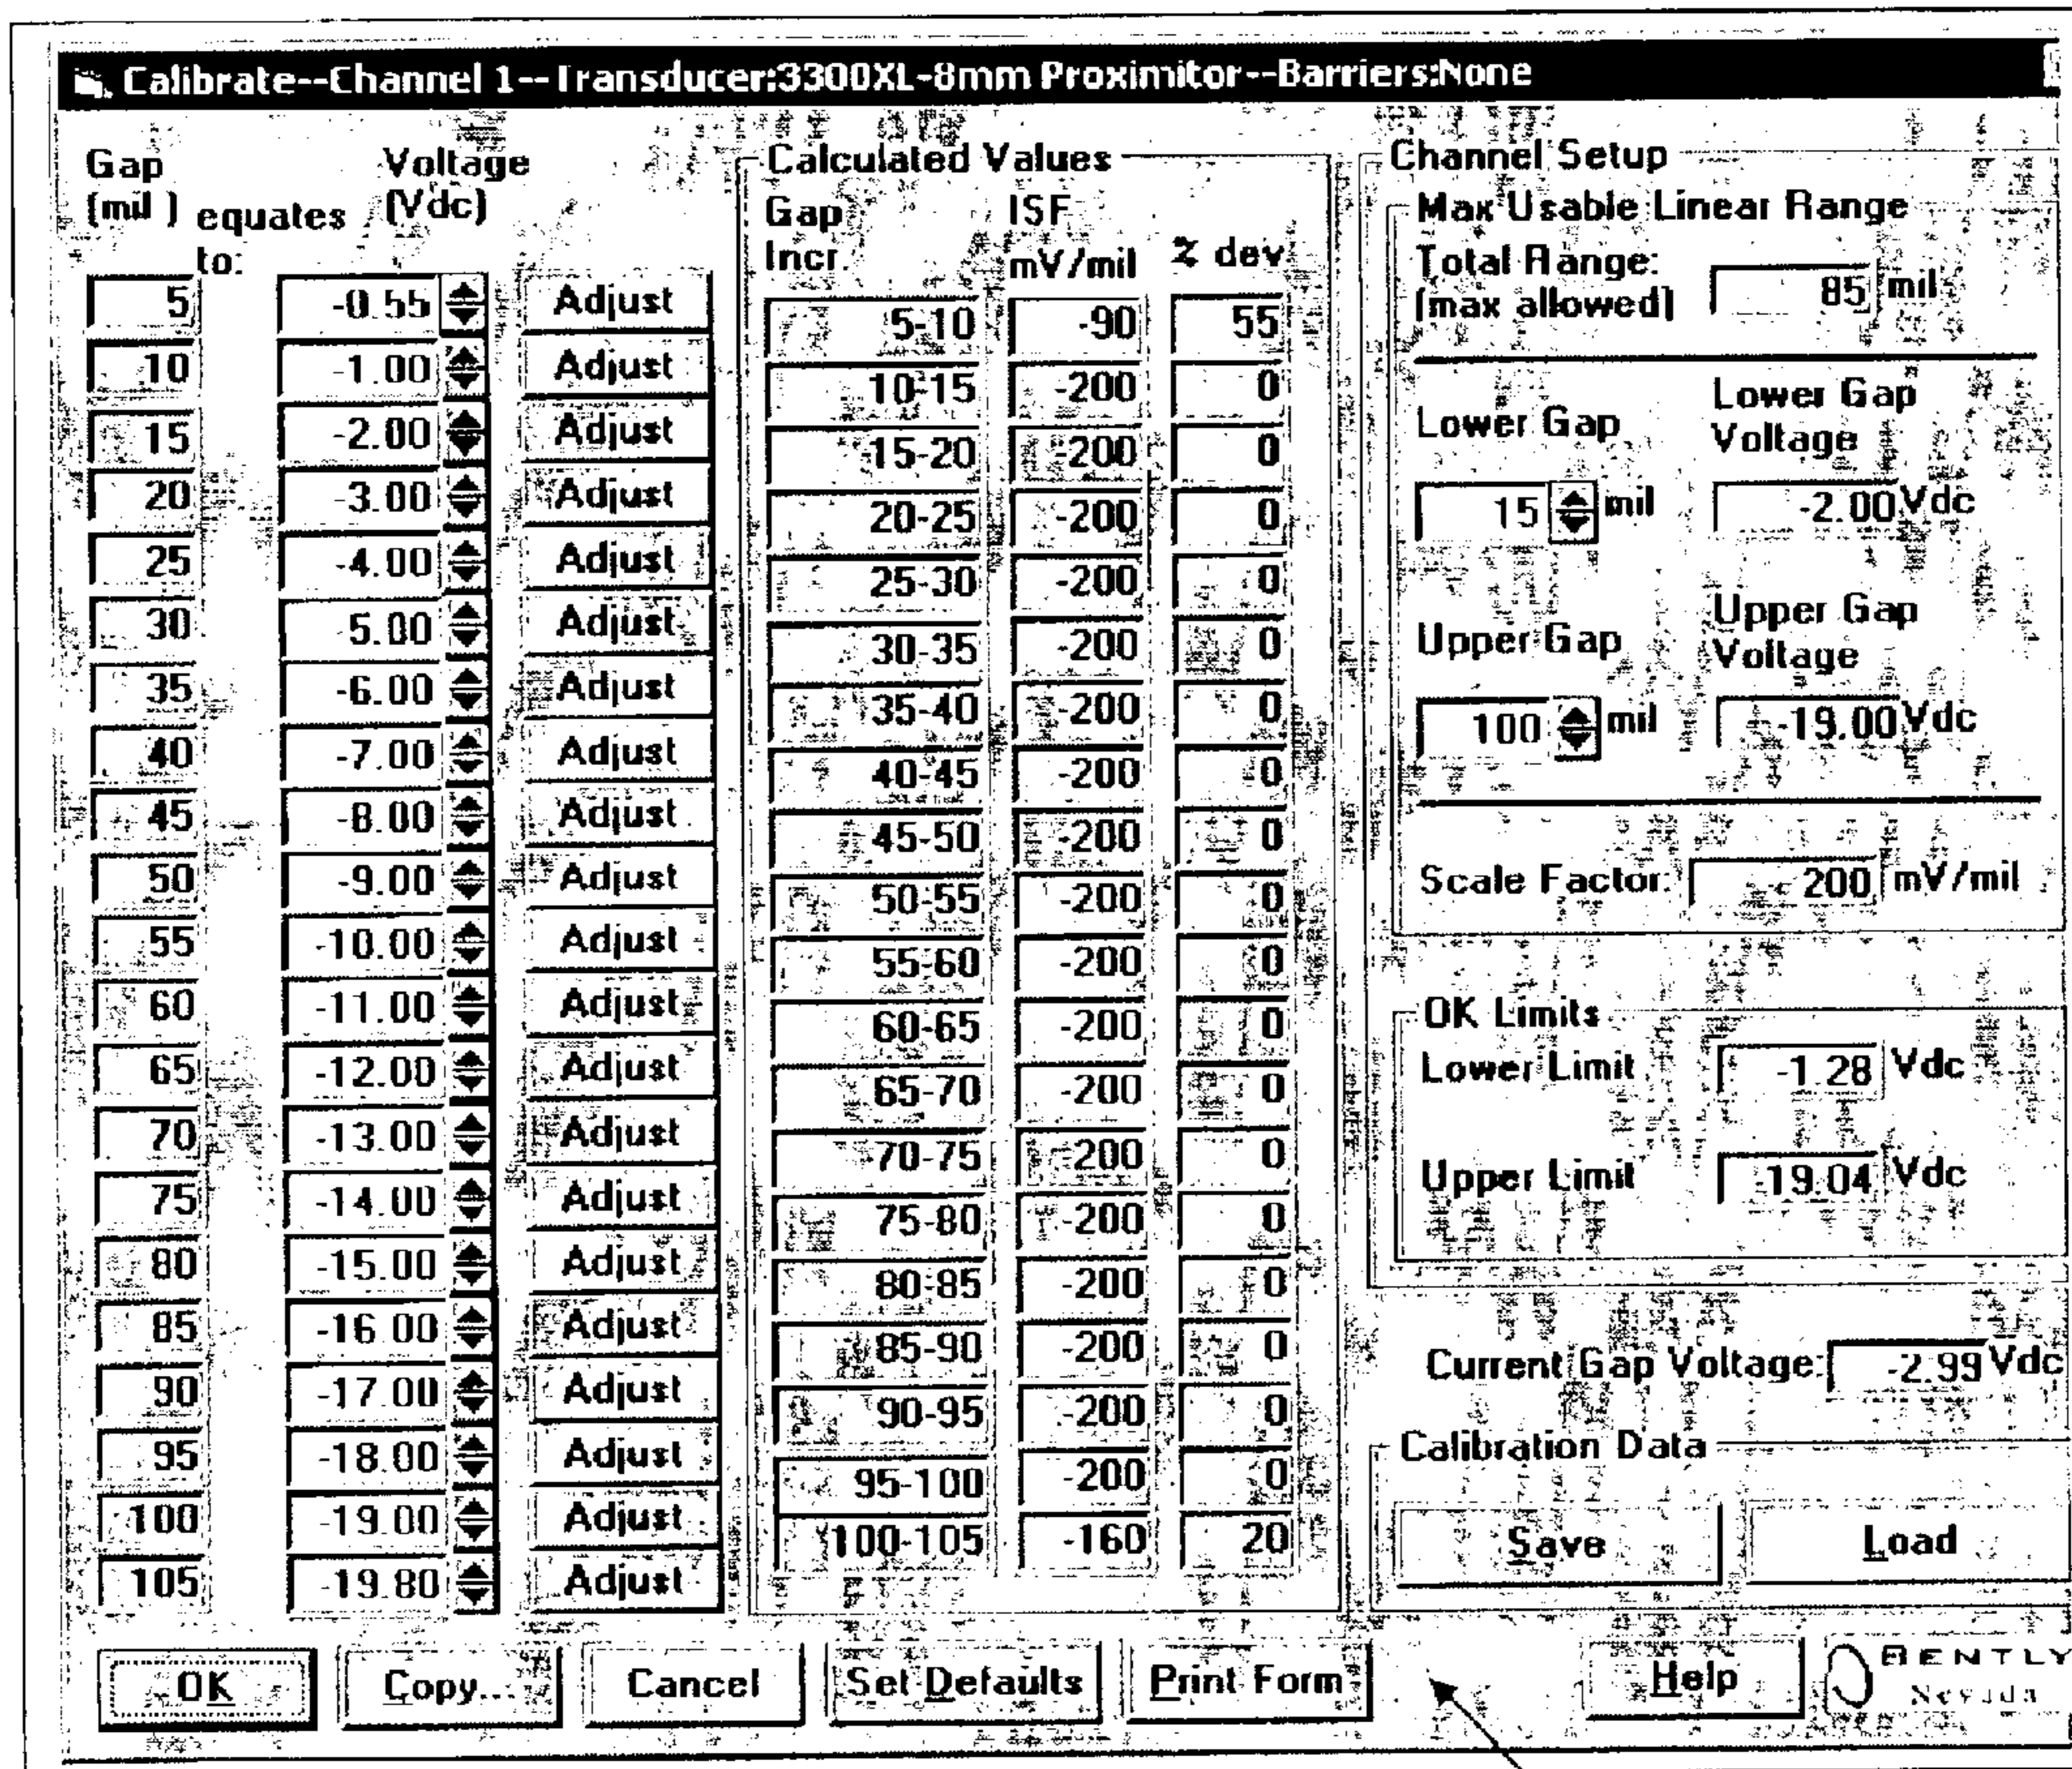 Calibrate--Channel 1--Transducer:3300XL-8mm Proximitor--Barriers:None
Gap (mil ) equates to: Voltage (Vdc)
5 -0.55 Adjust
10 -1.00 Adjust
15 -2.00 Adjust
20 -3.00 Adjust
25 -4.00 Adjust
30 -5.00 Adjust
35 -6.00 Adjust
40 -7.00 Adjust
45 -8.00 Adjust
50 -9.00 Adjust
55 -10.00 Adjust
60 -11.00 Adjust
65 -12.00 Adjust
70 -13.00 Adjust
75 -14.00 Adjust
80 -15.00 Adjust
85 -16.00 Adjust
90 -17.00 Adjust
95 -18.00 Adjust
100 -19.00 Adjust
105 -19.80 Adjust
Calculated Values
Gap Incr. ISF mV/mil % dev
5-10 -90 55
10-15 -200 0
15-20 -200 0
20-25 -200 0
25-30 -200 0
30-35 -200 0
35-40 -200 0
40-45 -200 0
45-50 -200 0
50-55 -200 0
55-60 -200 0
60-65 -200 0
65-70 -200 0
70-75 -200 0
75-80 -200 0
80-85 -200 0
85-90 -200 0
90-95 -200 0
95-100 -200 0
100-105 -160 20
Channel Setup
Max Usable Linear Range
Total Range: (max allowed) 85 mil
Lower Gap
Lower Gap Voltage
15 mil -2.00 Vdc
Upper Gap
Upper Gap Voltage
100 mil -19.00 Vdc
Scale Factor: 200 mV/mil
OK Limits
Lower Limit -1.28 Vdc
Upper Limit -19.04 Vdc
Current Gap Voltage: -2.99 Vdc
Calibration Data
Save Load
OK Copy... Cancel Set Defaults Print Form Help BENTLY Nevada